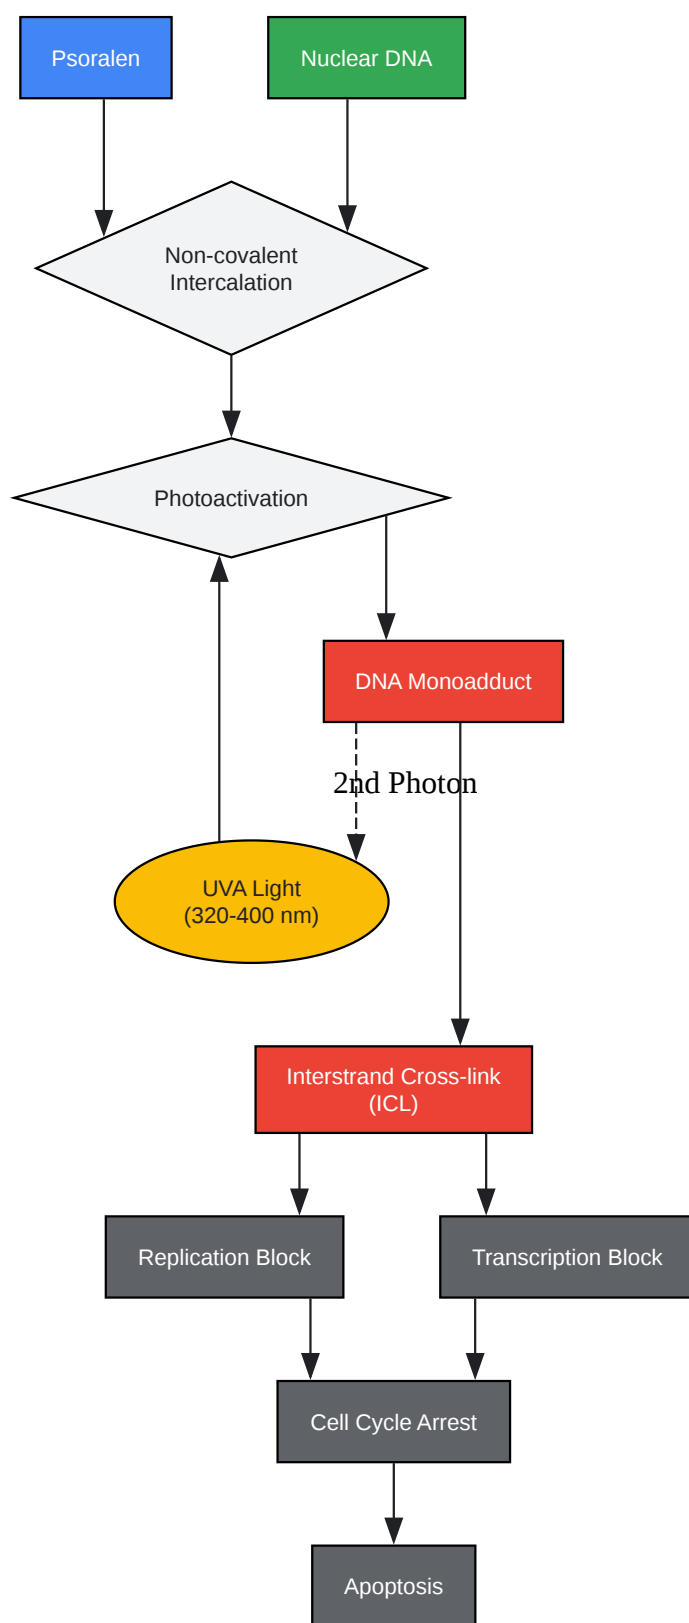 Psoralen
Nuclear DNA
Non-covalent
Intercalation
Photoactivation
DNA Monoadduct
2nd Photon
UVA Light
(320-400 nm)
Interstrand Cross-link
(ICL)
Replication Block
Transcription Block
Cell Cycle Arrest
Apoptosis